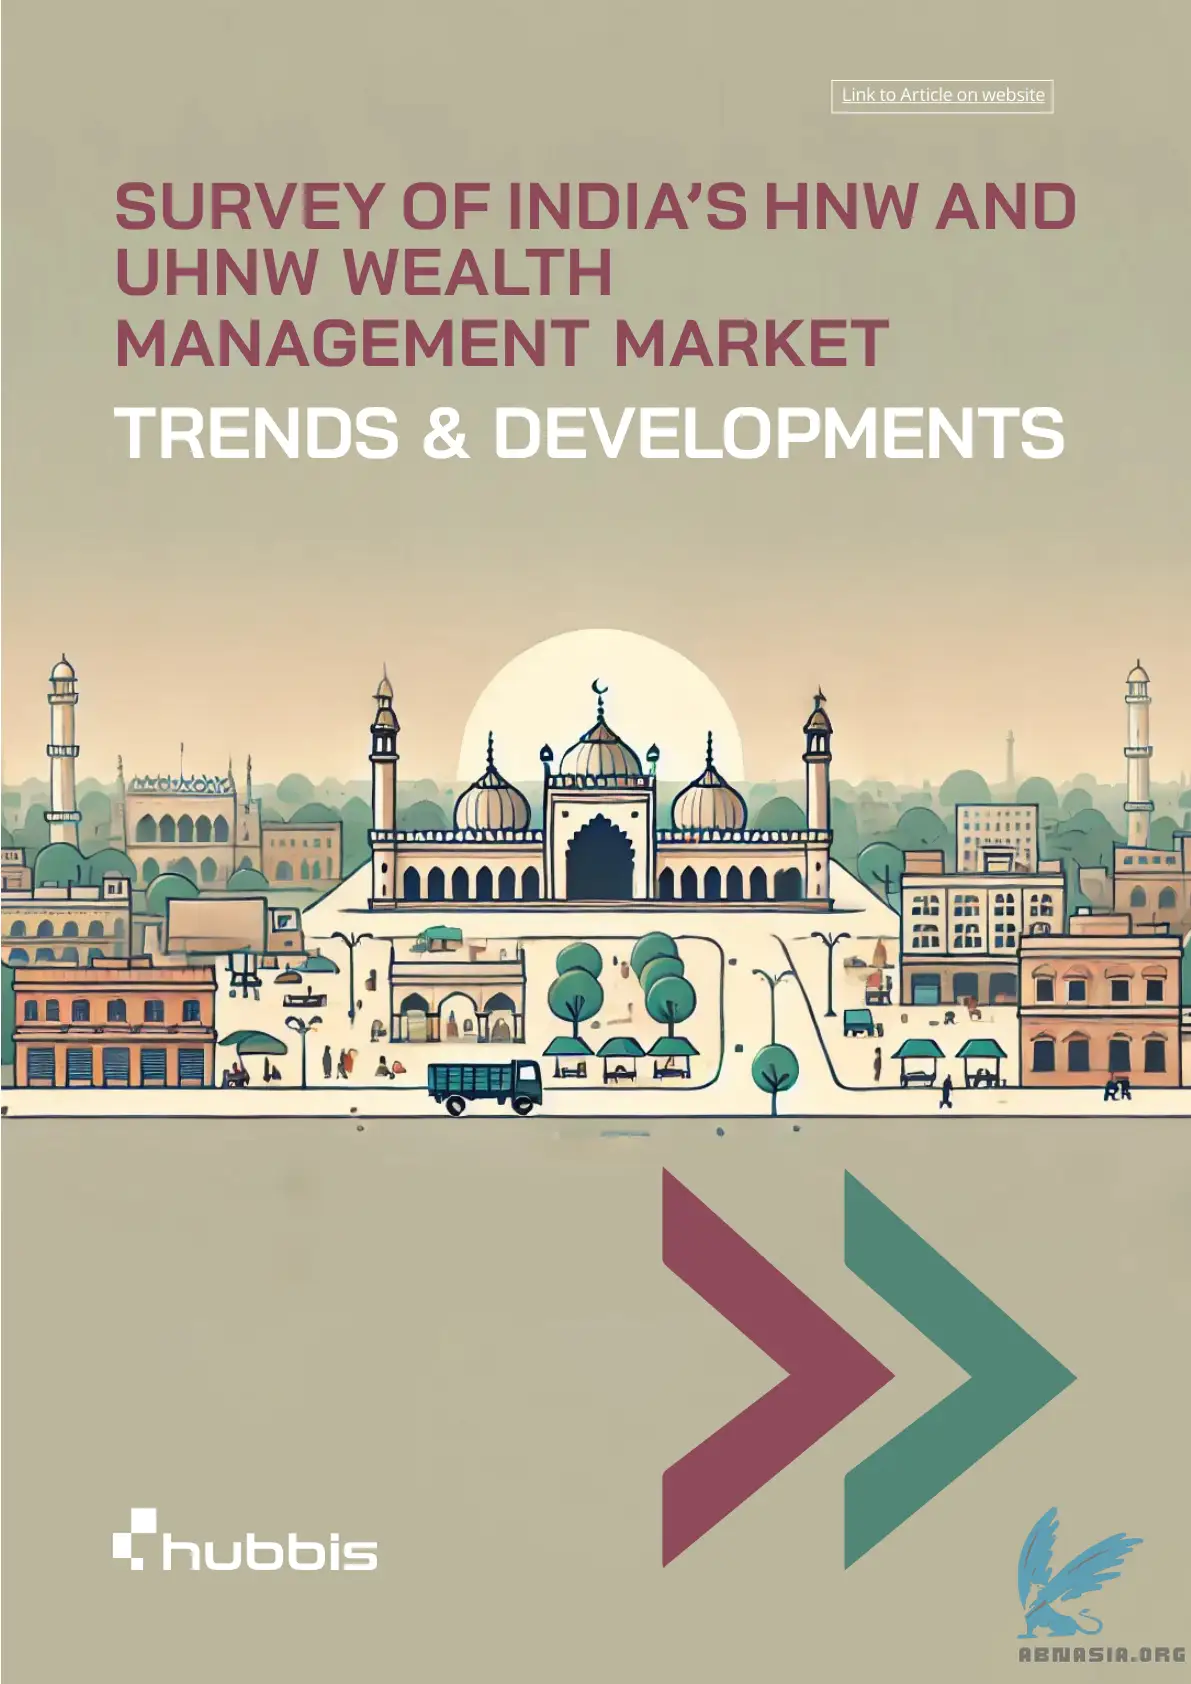 Link to Article on website
SURVEY OF INDIA’S HNW AND
UHNW WEALTH
MANAGEMENT MARKET
TRENDS & DEVELOPMENTS
hubbis
ABNASIA.ORG